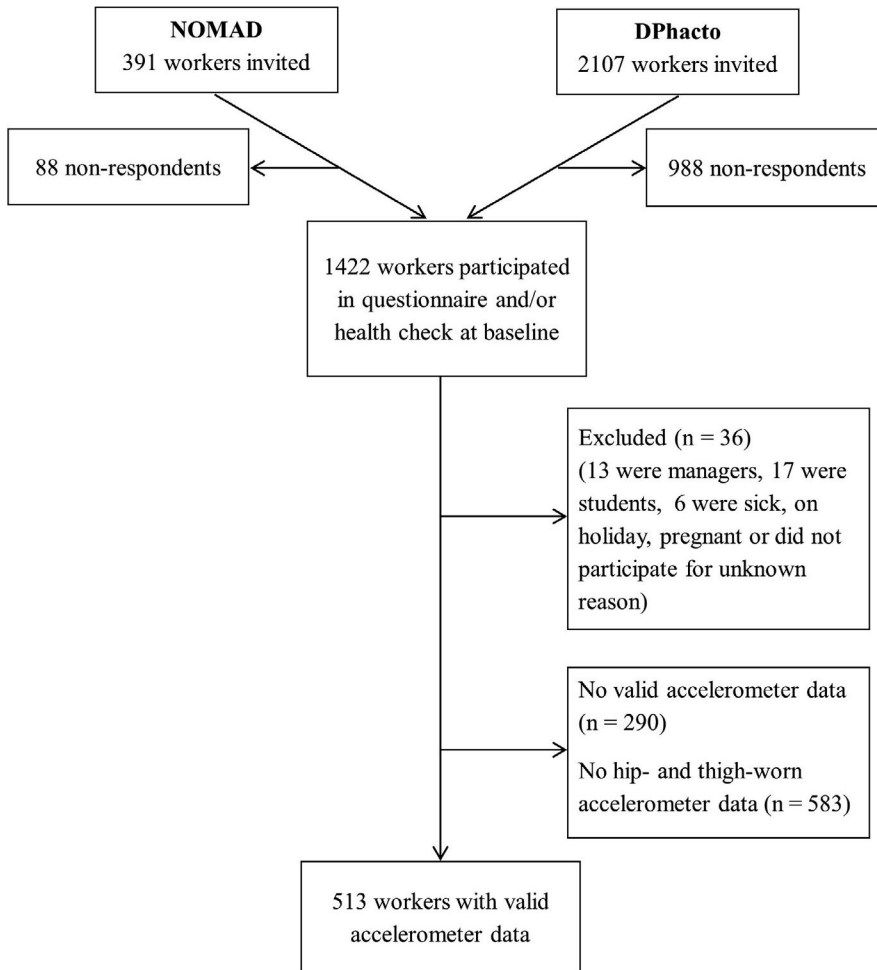 NOMAD
391 workers invited
DPhacto
2107 workers invited
88 non-respondents
988 non-respondents
1422 workers participated
in questionnaire and/or
health check at baseline
Excluded (n = 36)
(13 were managers, 17 were
students, 6 were sick, on
holiday, pregnant or did not
participate for unknown
reason)
No valid accelerometer data
(n = 290)
No hip- and thigh-worn
accelerometer data (n = 583)
513 workers with valid
accelerometer data